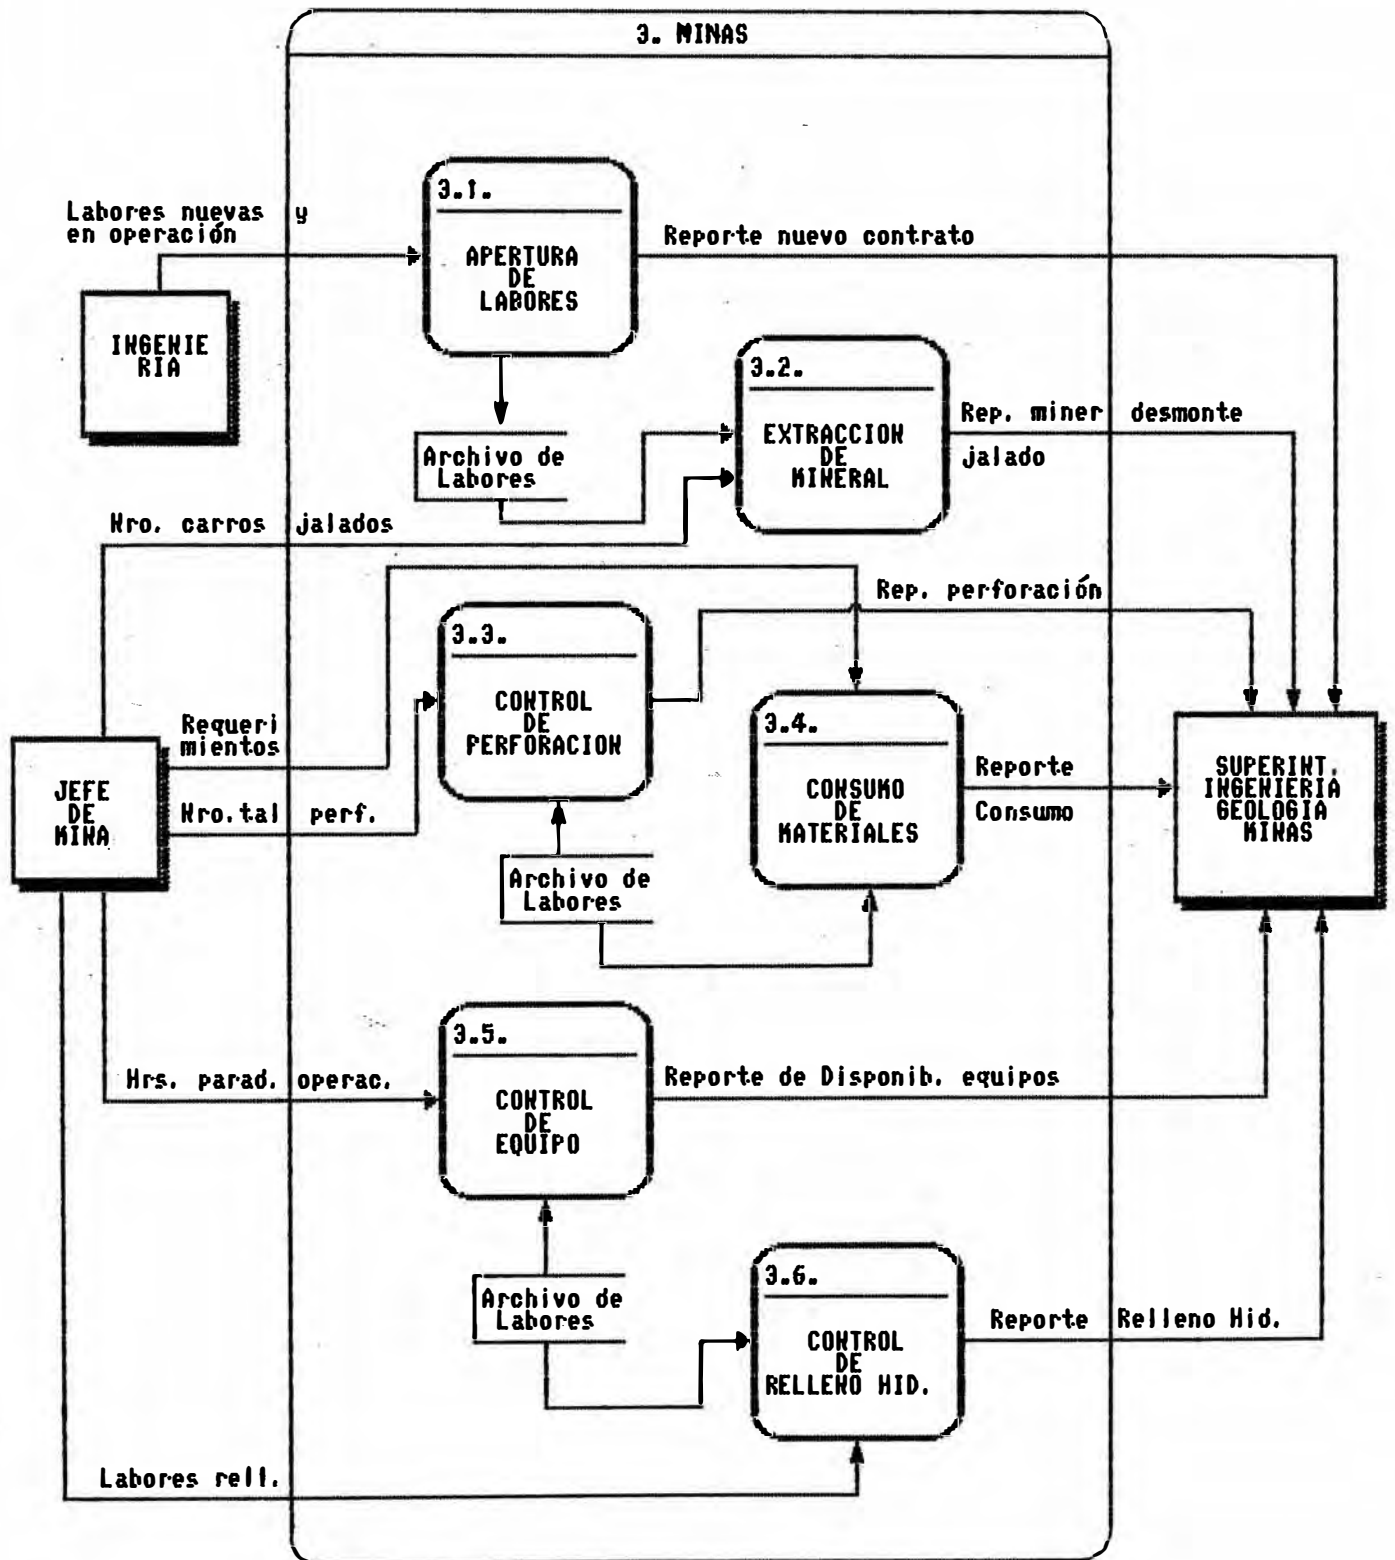 3. MINAS
3.1.
Labores nuevas y
en operación
Reporte nuevo contrato
APERTURA
DE
LABORES
INGENIE
RIA
3.2.
Rep. miner desmonte
jalado
EXTRACCION
DE
MINERAL
Archivo de
Labores
Nro. carros jalados
Rep. perforación
3.3.
CONTROL
DE
PERFORACION
Requeri
mientos
3.4.
JEFE
DE
MINA
Nro.tal perf.
CONSUMO
DE
MATERIALES
Reporte
Consumo
SUPERINT.
INGENIERIA
GEOLOGIA
MINAS
Archivo de
Labores
3.5.
Hrs. parad. operac.
Reporte de Disponib. equipos
CONTROL
DE
EQUIPO
3.6.
Archivo de
Labores
Reporte Relleno Hid.
CONTROL
DE
RELLENO HID.
Labores rell.